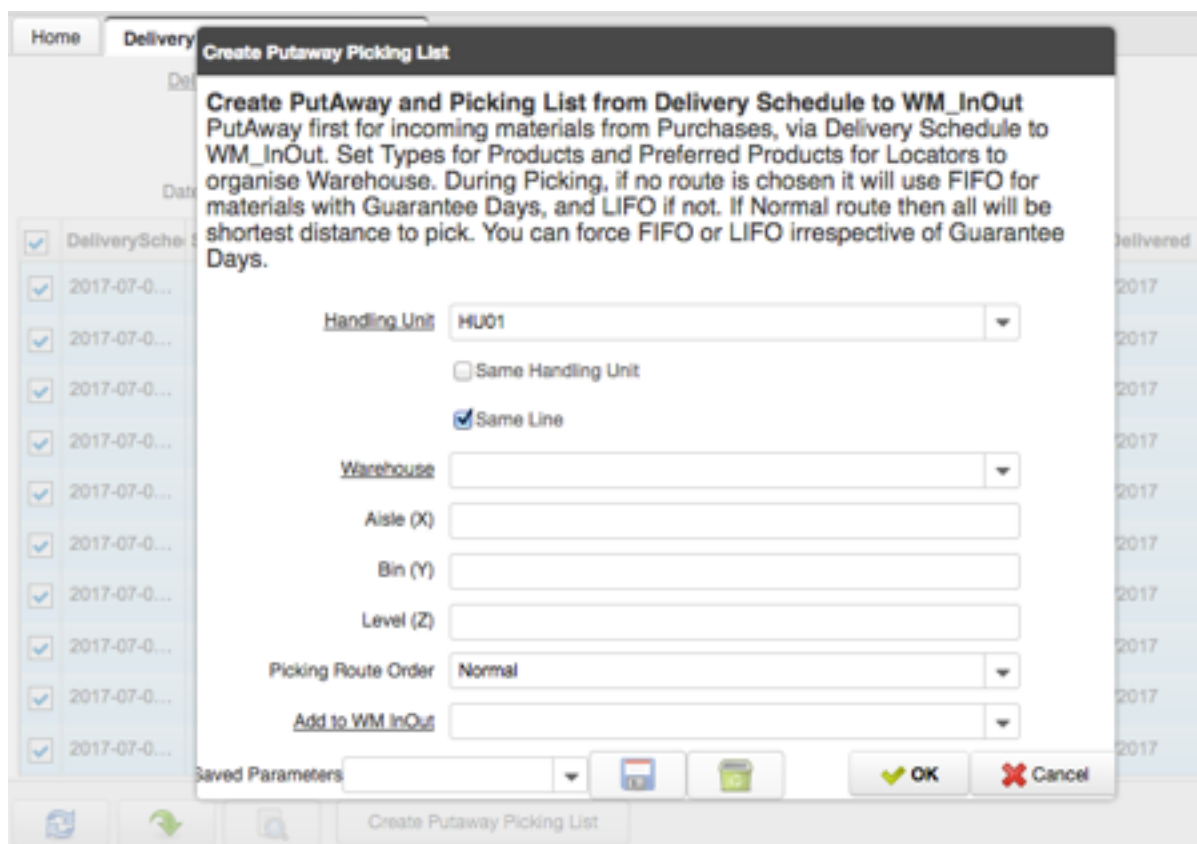 Home
Delivery
Create Putaway Picking List
Del
Create PutAway and Picking List from Delivery Schedule to WM_InOut
PutAway first for incoming materials from Purchases, via Delivery Schedule to
WM_InOut. Set Types for Products and Preferred Products for Locators to
organise Warehouse. During Picking, if no route is chosen it will use FIFO for
materials with Guarantee Days, and LIFO if not. If Normal route then all will be
shortest distance to pick. You can force FIFO or LIFO irrespective of Guarantee
Days.
Date
DeliverySche
Delivered
2017-07-0... 2017
Handling Unit HU01
2017-07-0... 2017
Same Handling Unit
2017-07-0... 2017
Same Line
2017-07-0... 2017
Warehouse
2017-07-0... 2017
Aisle (X)
2017-07-0... 2017
Bin (Y)
2017-07-0... 2017
Level (Z)
2017-07-0... 2017
Picking Route Order Normal
2017-07-0... 2017
Add to WM InOut
2017-07-0... 2017
Saved Parameters OK Cancel
Create Putaway Picking List